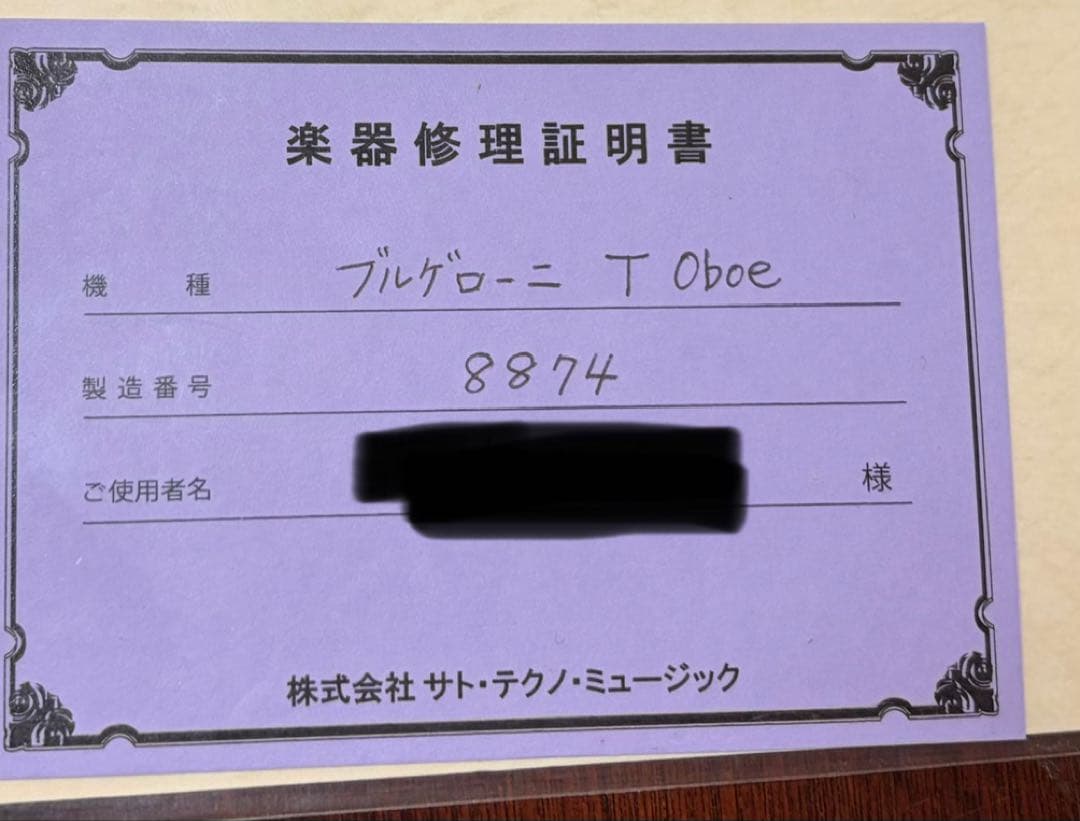 楽器修理証明書
機種 ブルゲローニ T Oboe
製造番号 8874
ご使用者名 様
株式会社 サト・テクノ・ミュージック